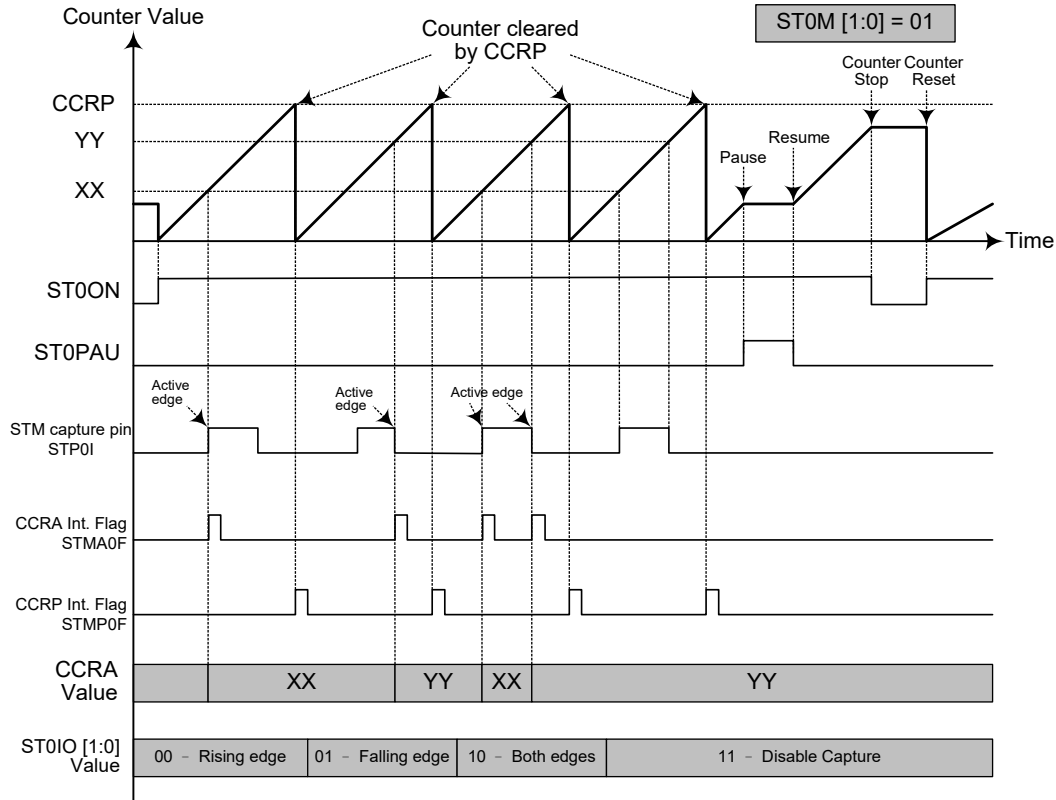 Counter Value
ST0M [1:0] = 01
Counter cleared
by CCRP
Counter
Stop
Counter
Reset
CCRP
YY
XX
Pause
Resume
Time
ST0ON
ST0PAU
Active
edge
Active
edge
Active edge
STM capture pin
STP0I
CCRA Int. Flag
STMA0F
CCRP Int. Flag
STMP0F
CCRA
Value
XX
YY
XX
YY
ST0IO [1:0]
Value
00 - Rising edge
01 - Falling edge
10 - Both edges
11 - Disable Capture